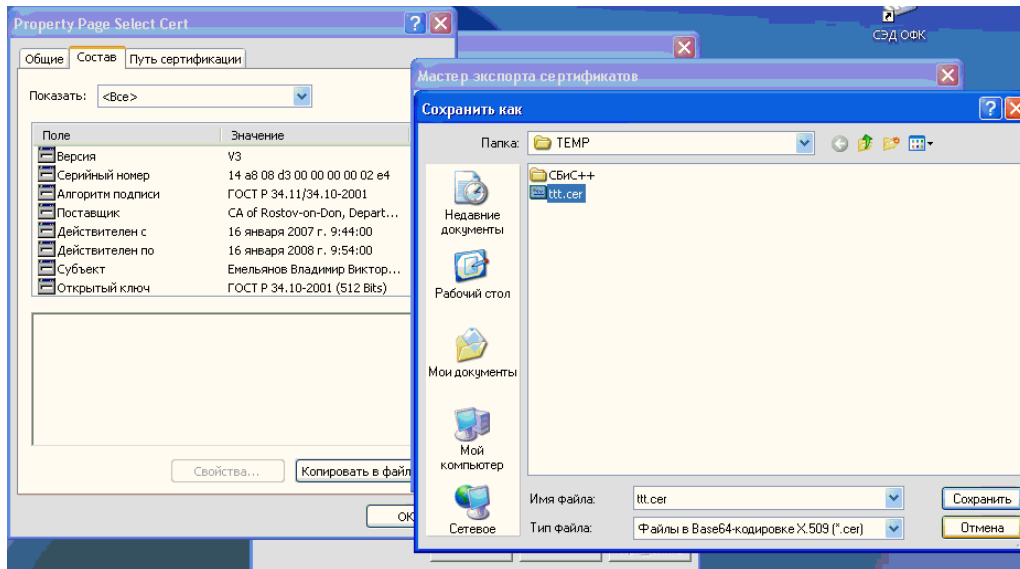 СЭД ОФК
Property Page Select Cert
Общие Состав Путь сертификации
Показать: <Все>
Поле Значение
Версия V3
Серийный номер 14 a8 08 d3 00 00 00 00 02 e4
Алгоритм подписи ГОСТ Р 34.11/34.10-2001
Поставщик CA of Rostov-on-Don, Depart...
Действителен с 16 января 2007 г. 9:44:00
Действителен по 16 января 2008 г. 9:54:00
Субъект Емельянов Владимир Виктор...
Открытый ключ ГОСТ Р 34.10-2001 (512 Bits)
Свойства... Копировать в файл
ОК
Мастер экспорта сертификатов
Сохранить как
Папка: TEMP
СБиС++
ttt.cer
Недавние
документы
Рабочий стол
Мои документы
Мой
компьютер
Сетевое
Имя файла: ttt.cer Сохранить
Тип файла: Файлы в Base64-кодировке X.509 (*.cer) Отмена